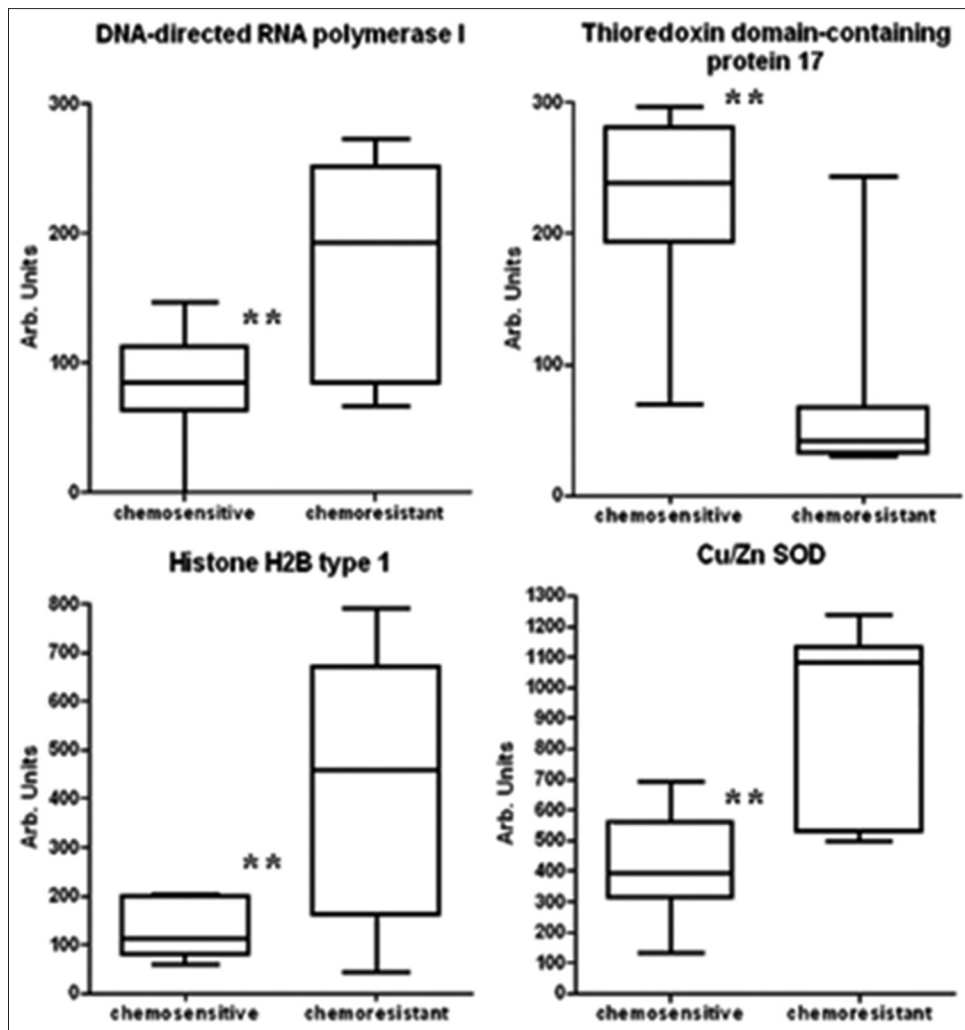 DNA-directed RNA polymerase I
300
200
100
0
Arb. Units
**
chemosensitive chemoresistant
Thioredoxin domain-containing
protein 17
300
200
100
0
Arb. Units
**
chemosensitive chemoresistant
Histone H2B type 1
800
700
600
500
400
300
200
100
0
Arb. Units
**
chemosensitive chemoresistant
Cu/Zn SOD
1300
1200
1100
1000
900
800
700
600
500
400
300
200
100
0
Arb. Units
**
chemosensitive chemoresistant